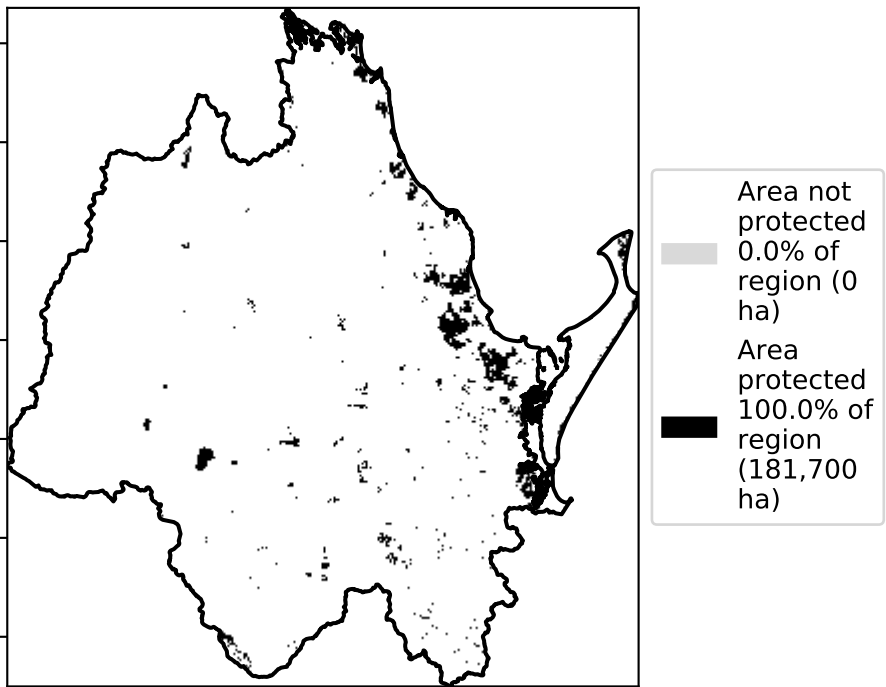 Area not
protected
0.0% of
region (0
ha)
Area
protected
100.0% of
region
(181,700
ha)